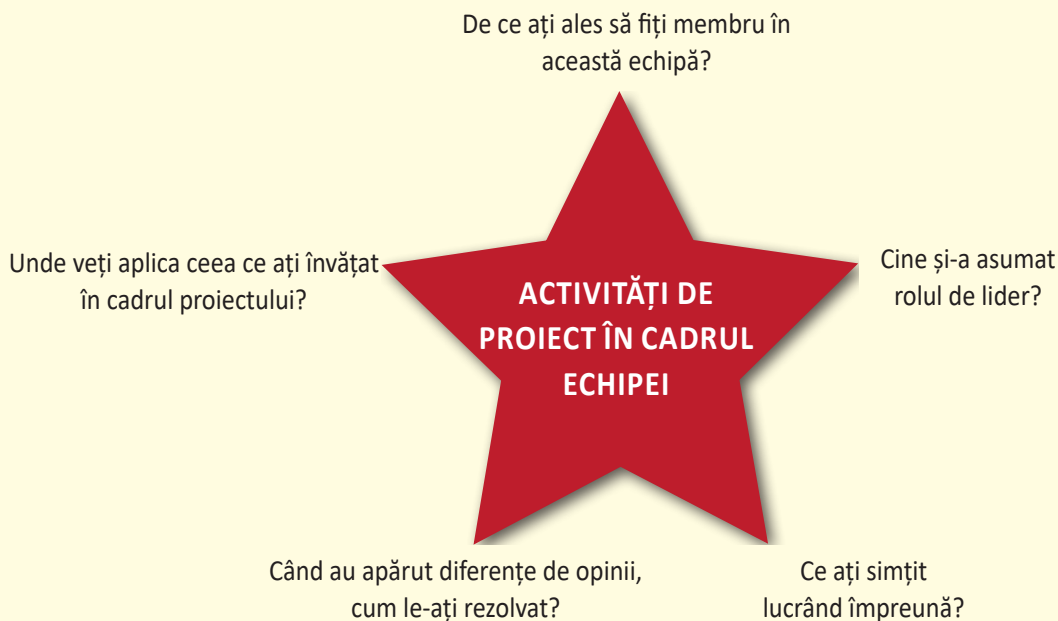 De ce ați ales să fiți membru în
această echipă?
Unde veți aplica ceea ce ați învățat
în cadrul proiectului?
Cine și-a asumat
rolul de lider?
ACTIVITĂȚI DE
PROIECT ÎN CADRUL
ECHIPEI
Când au apărut diferențe de opinii,
cum le-ați rezolvat?
Ce ați simțit
lucrând împreună?